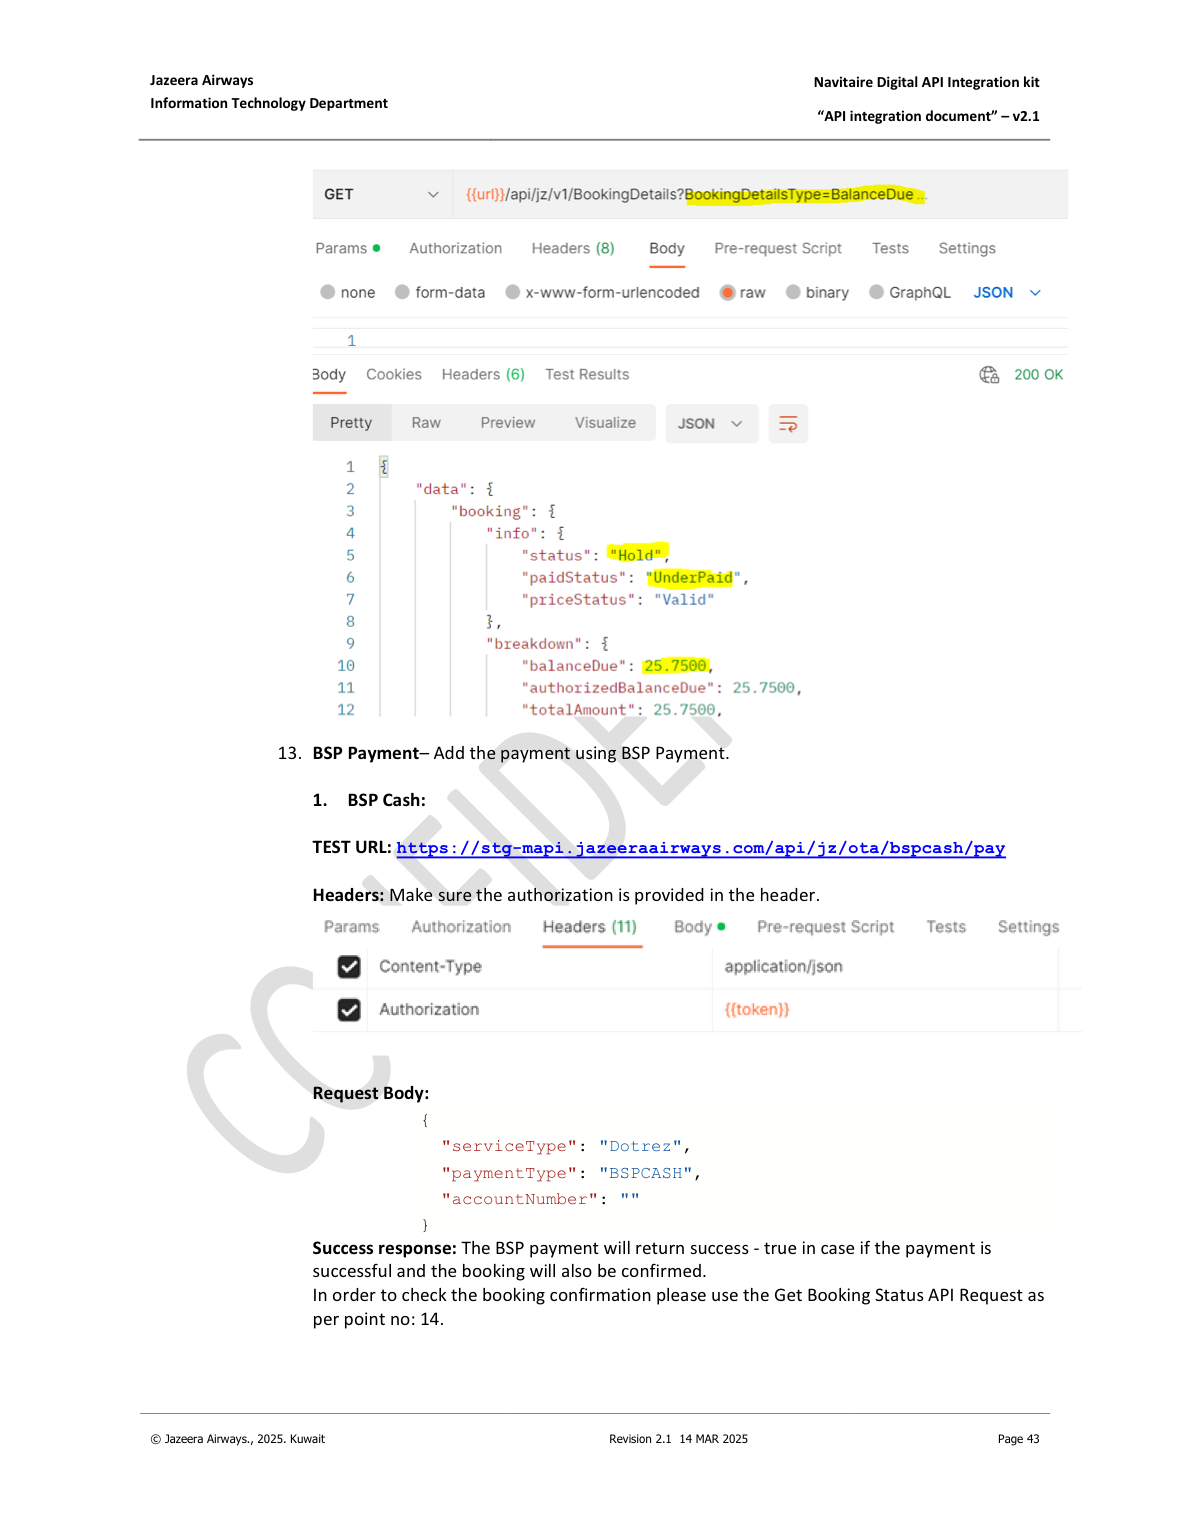 Jazeera Airways
Information Technology Department
Navitaire Digital API Integration kit
“API integration document” – v2.1
GET {{url}}/api/jz/v1/BookingDetails?BookingDetailsType=BalanceDue...
Params Authorization Headers (8) Body Pre-request Script Tests Settings
none form-data x-www-form-urlencoded raw binary GraphQL JSON
1
Body Cookies Headers (6) Test Results 200 OK
Pretty Raw Preview Visualize JSON
1 {
2 "data": {
3 "booking": {
4 "info": {
5 "status": "Hold",
6 "paidStatus": "UnderPaid",
7 "priceStatus": "Valid"
8 },
9 "breakdown": {
10 "balanceDue": 25.7500,
11 "authorizedBalanceDue": 25.7500,
12 "totalAmount": 25.7500,
13. BSP Payment– Add the payment using BSP Payment.
1. BSP Cash:
TEST URL: https://stg-mapi.jazeeraairways.com/api/jz/ota/bspcash/pay
Headers: Make sure the authorization is provided in the header.
Params Authorization Headers (11) Body Pre-request Script Tests Settings
Content-Type application/json
Authorization {{token}}
Request Body:
{
"serviceType": "Dotrez",
"paymentType": "BSPCASH",
"accountNumber": ""
}
Success response: The BSP payment will return success - true in case if the payment is
successful and the booking will also be confirmed.
In order to check the booking confirmation please use the Get Booking Status API Request as
per point no: 14.
© Jazeera Airways., 2025. Kuwait
Revision 2.1 14 MAR 2025
Page 43